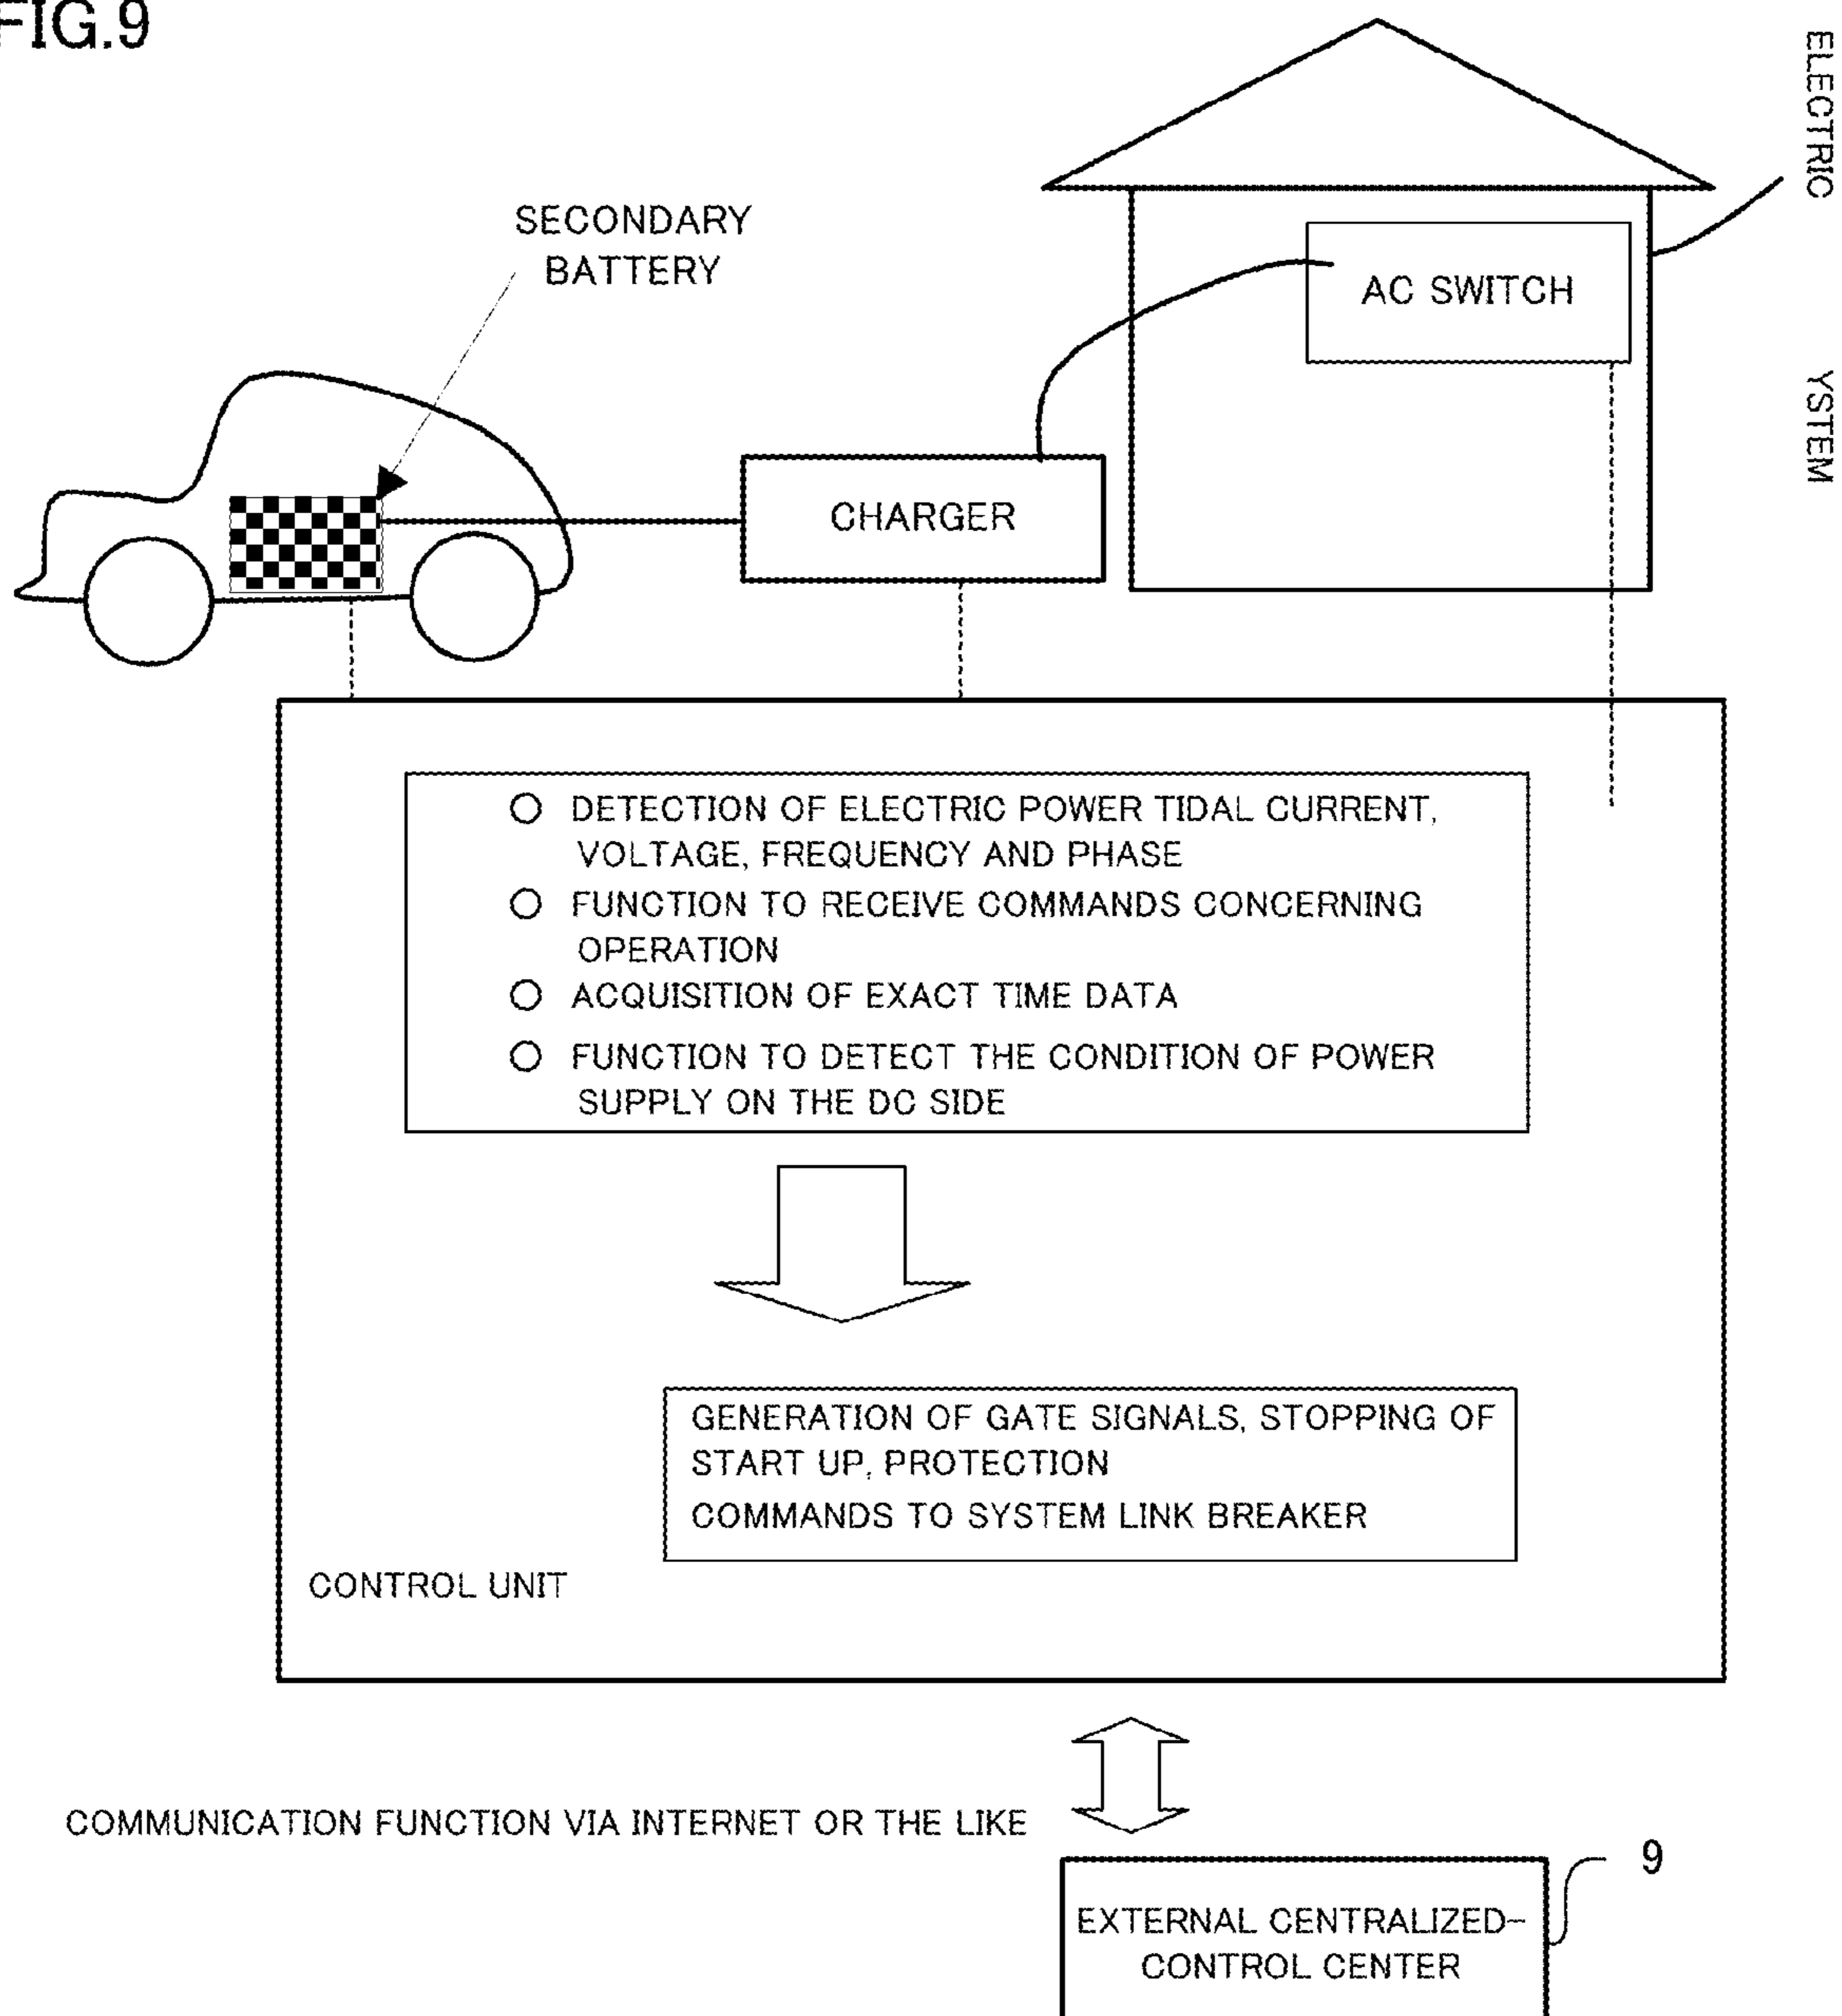 FIG.9
ELECTRIC
YSTEM
SECONDARY
BATTERY
AC SWITCH
CHARGER
○ DETECTION OF ELECTRIC POWER TIDAL CURRENT,
VOLTAGE, FREQUENCY AND PHASE
○ FUNCTION TO RECEIVE COMMANDS CONCERNING
OPERATION
○ ACQUISITION OF EXACT TIME DATA
○ FUNCTION TO DETECT THE CONDITION OF POWER
SUPPLY ON THE DC SIDE
GENERATION OF GATE SIGNALS, STOPPING OF
START UP, PROTECTION
COMMANDS TO SYSTEM LINK BREAKER
CONTROL UNIT
COMMUNICATION FUNCTION VIA INTERNET OR THE LIKE
9
EXTERNAL CENTRALIZED-
CONTROL CENTER